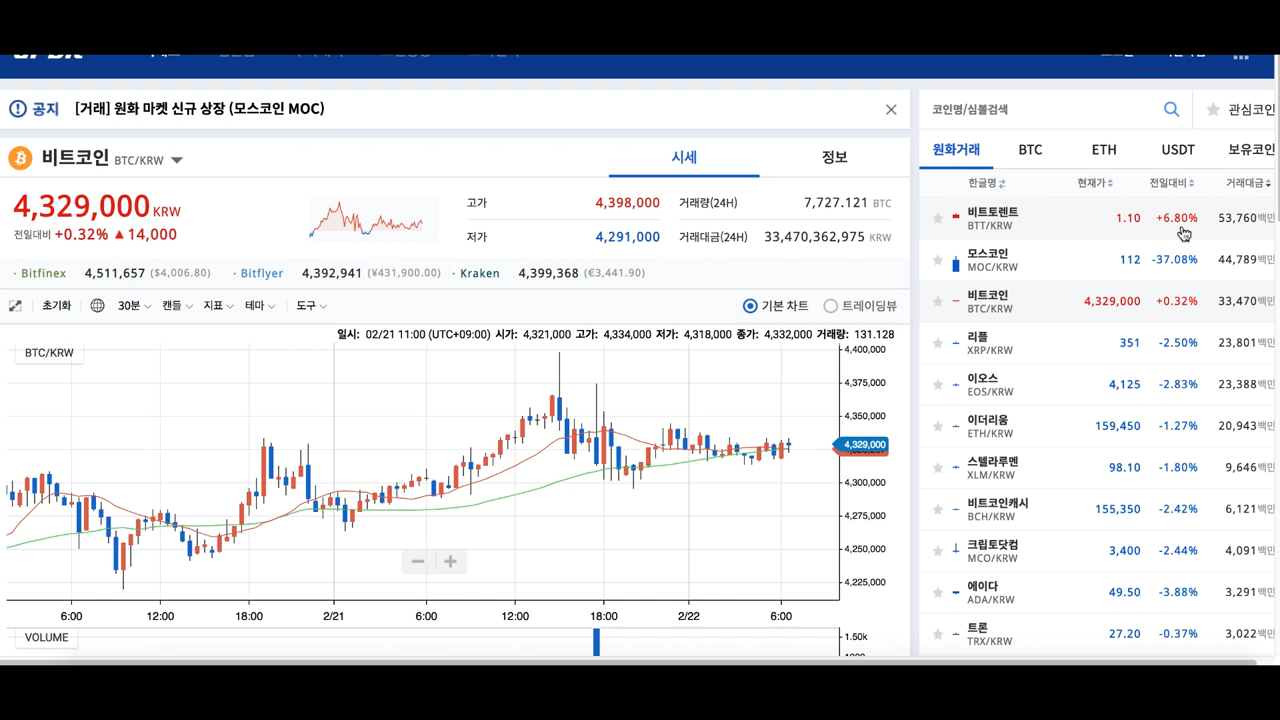 공지 [거래] 원화 마켓 신규 상장 (모스코인 MOC)
비트코인 BTC/KRW
시세 정보
4,329,000 KRW
전일대비 +0.32% ▲ 14,000
고가 4,398,000 거래량(24H) 7,727.121 BTC
저가 4,291,000 거래대금(24H) 33,470,362,975 KRW
· Bitfinex 4,511,657 ($4,006.80) · Bitflyer 4,392,941 (¥431,900.00) · Kraken 4,399,368 (€3,441.90)
초기화 30분 캔들 지표 테마 도구 기본 차트 트레이딩뷰
일시: 02/21 11:00 (UTC+09:00) 시가: 4,321,000 고가: 4,334,000 저가: 4,318,000 종가: 4,332,000 거래량: 131.128
BTC/KRW
4,400,000
4,375,000
4,350,000
4,329,000
4,300,000
4,275,000
4,250,000
4,225,000
6:00 12:00 18:00 2/21 6:00 12:00 18:00 2/22 6:00
VOLUME
1.50k
코인명/심볼검색 관심코인
원화거래 BTC ETH USDT 보유코인
한글명 현재가 전일대비 거래대금
비트토렌트 1.10 +6.80% 53,760백만
BTT/KRW
모스코인 112 -37.08% 44,789백만
MOC/KRW
비트코인 4,329,000 +0.32% 33,470백만
BTC/KRW
리플 351 -2.50% 23,801백만
XRP/KRW
이오스 4,125 -2.83% 23,388백만
EOS/KRW
이더리움 159,450 -1.27% 20,943백만
ETH/KRW
스텔라루멘 98.10 -1.80% 9,646백만
XLM/KRW
비트코인캐시 155,350 -2.42% 6,121백만
BCH/KRW
크립토닷컴 3,400 -2.44% 4,091백만
MCO/KRW
에이다 49.50 -3.88% 3,291백만
ADA/KRW
트론 27.20 -0.37% 3,022백만
TRX/KRW